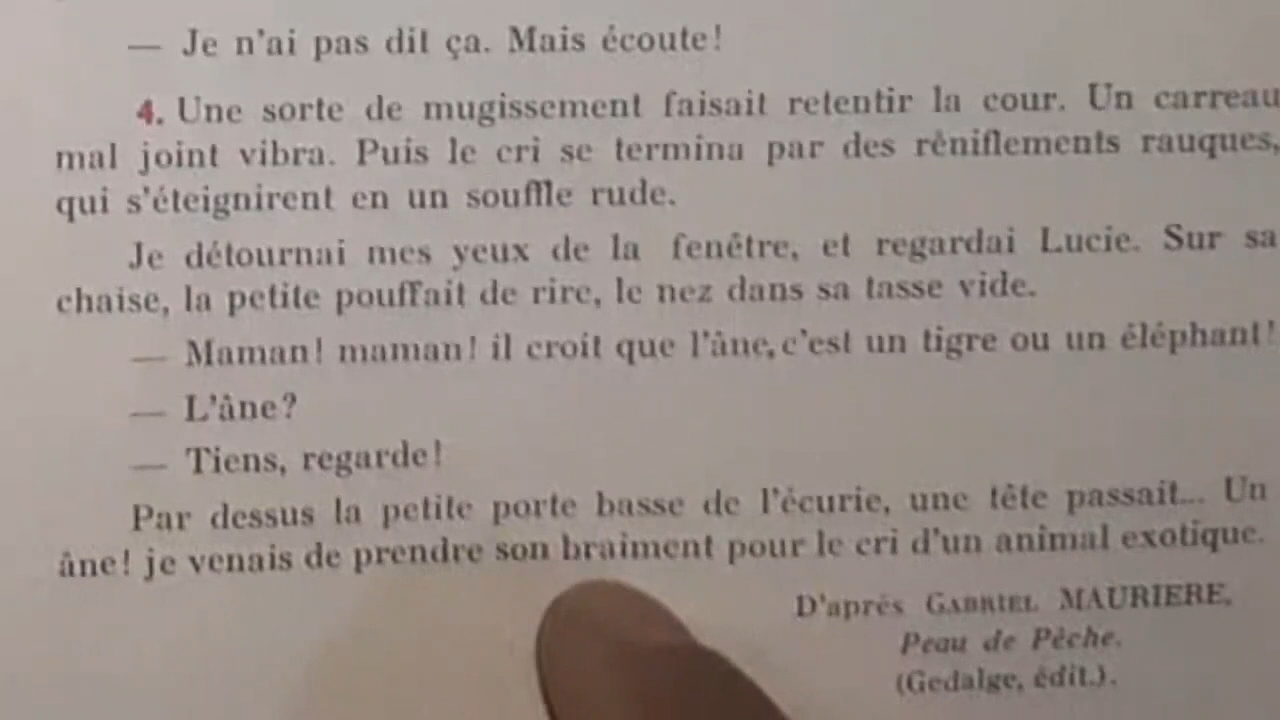 — Je n'ai pas dit ça. Mais écoute!
4. Une sorte de mugissement faisait retentir la cour. Un carreau
mal joint vibra. Puis le cri se termina par des rêniflements rauques,
qui s'éteignirent en un souffle rude.
Je détournai mes yeux de la fenêtre, et regardai Lucie. Sur sa
chaise, la petite pouffait de rire, le nez dans sa tasse vide.
— Maman! maman! il croit que l'âne, c'est un tigre ou un éléphant!
— L'âne?
— Tiens, regarde!
Par dessus la petite porte basse de l'écurie, une tête passait... Un
âne! je venais de prendre son braiment pour le cri d'un animal exotique.
D'après GABRIEL MAURIERE,
Peau de Pêche.
(Gedalge, édit.).